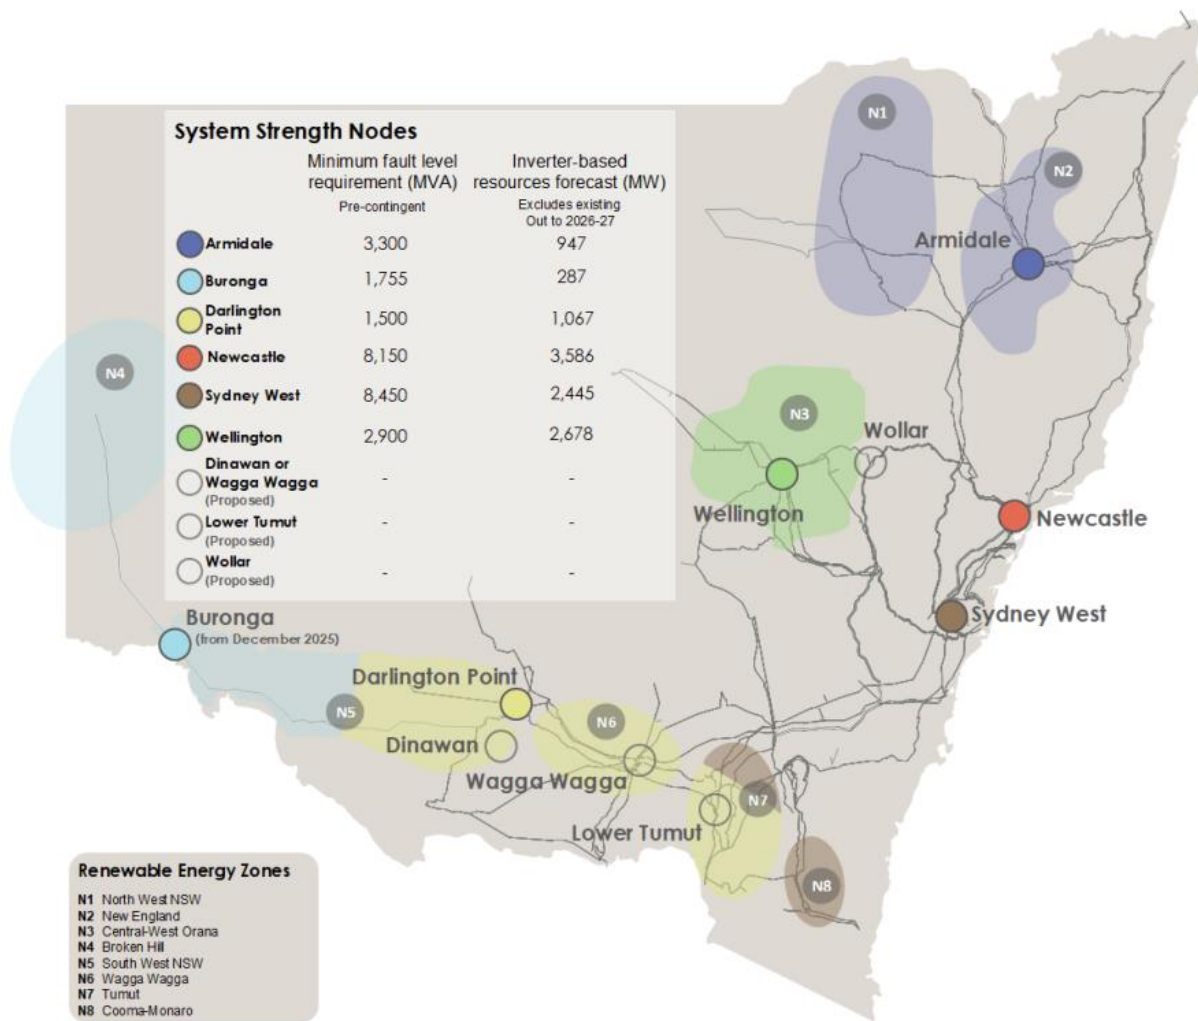 System Strength Nodes
Minimum fault level
requirement (MVA)
Pre-contingent
Inverter-based
resources forecast (MW)
Excludes existing
Out to 2026-27
Armidale 3,300 947
Buronga 1,755 287
Darlington
Point 1,500 1,067
Newcastle 8,150 3,586
Sydney West 8,450 2,445
Wellington 2,900 2,678
Dinawan or
Wagga Wagga - -
(Proposed)
Lower Tumut - -
(Proposed)
Wollar - -
(Proposed)
N1
N2
Armidale
N4
N3
Wollar
Wellington
Newcastle
Sydney West
Buronga
(from December 2025)
Darlington Point
N5
N6
Dinawan
Wagga Wagga
N7
Lower Tumut
N8
Renewable Energy Zones
N1 North West NSW
N2 New England
N3 Central-West Orana
N4 Broken Hill
N5 South West NSW
N6 Wagga Wagga
N7 Tumut
N8 Cooma-Monaro